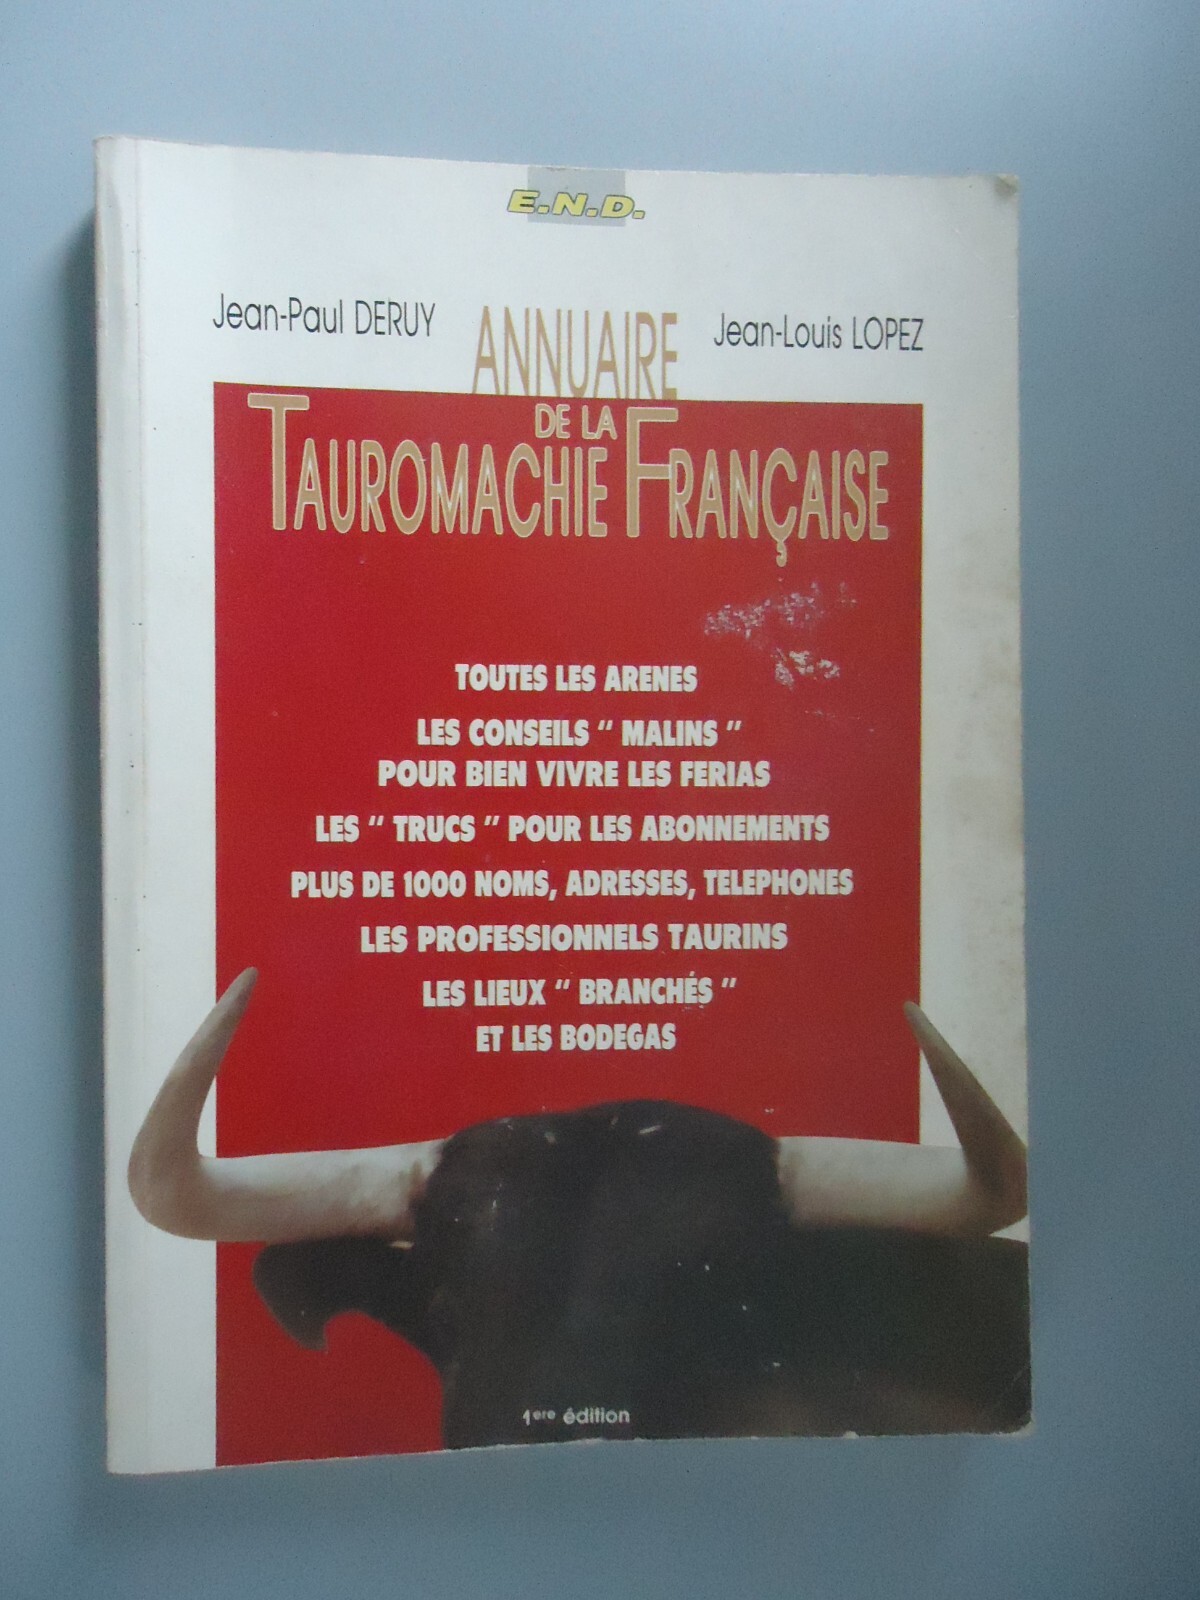 E.N.D.
Jean-Paul DERUY
Jean-Louis LOPEZ
ANNUAIRE
DE LA
TAUROMACHIE FRANÇAISE
TOUTES LES ARENES
LES CONSEILS " MALINS "
POUR BIEN VIVRE LES FERIAS
LES " TRUCS " POUR LES ABONNEMENTS
PLUS DE 1000 NOMS, ADRESSES, TELEPHONES
LES PROFESSIONNELS TAURINS
LES LIEUX " BRANCHÉS "
ET LES BODEGAS
1ere édition